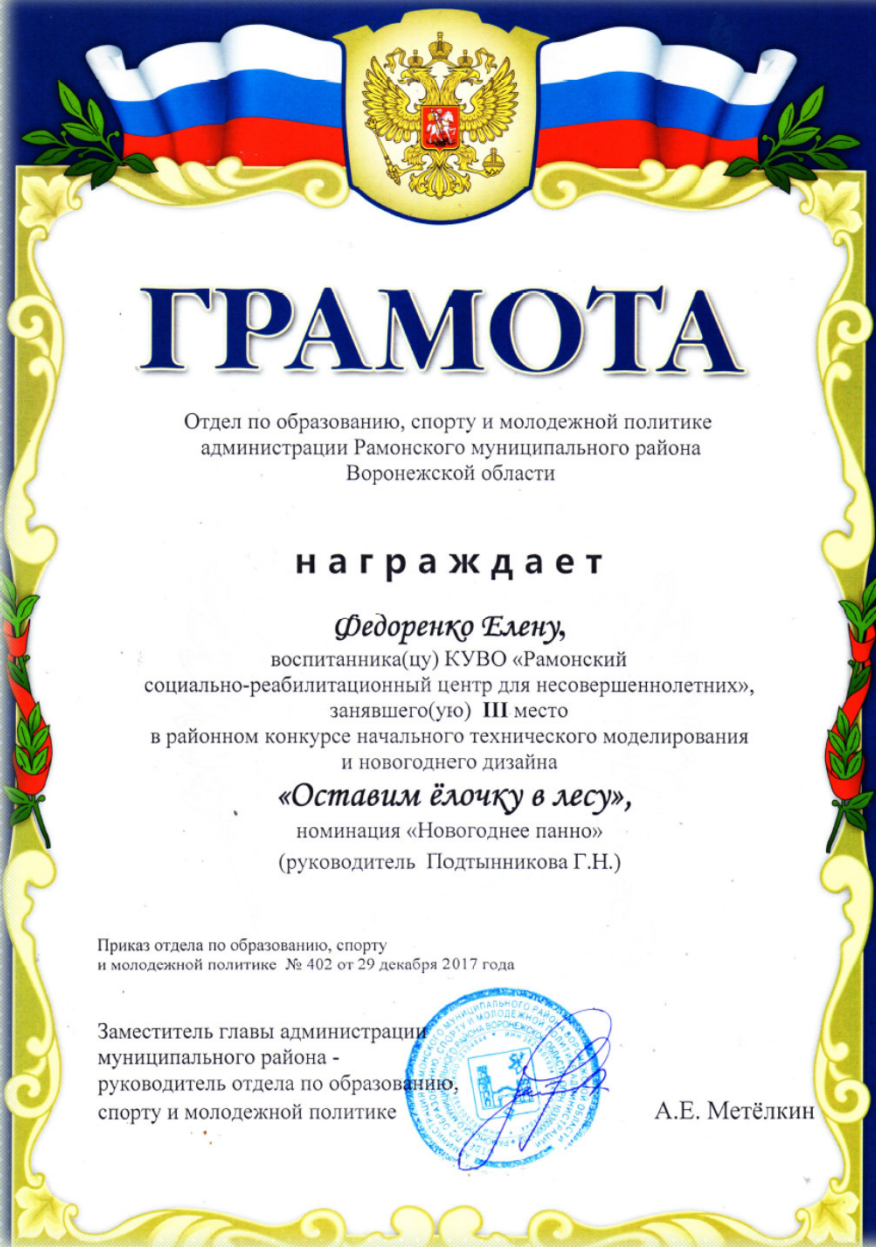 ГРАМОТА
Отдел по образованию, спорту и молодежной политике
администрации Рамонского муниципального района
Воронежской области
награждает
Федоренко Елену,
воспитанника(цу) КУВО «Рамонский
социально-реабилитационный центр для несовершеннолетних»,
занявшего(ую) III место
в районном конкурсе начального технического моделирования
и новогоднего дизайна
«Оставим ёлочку в лесу»,
номинация «Новогоднее панно»
(руководитель Подтынникова Г.Н.)
Приказ отдела по образованию, спорту
и молодежной политике № 402 от 29 декабря 2017 года
Заместитель главы администрации
муниципального района -
руководитель отдела по образованию,
спорту и молодежной политике
А.Е. Метёлкин